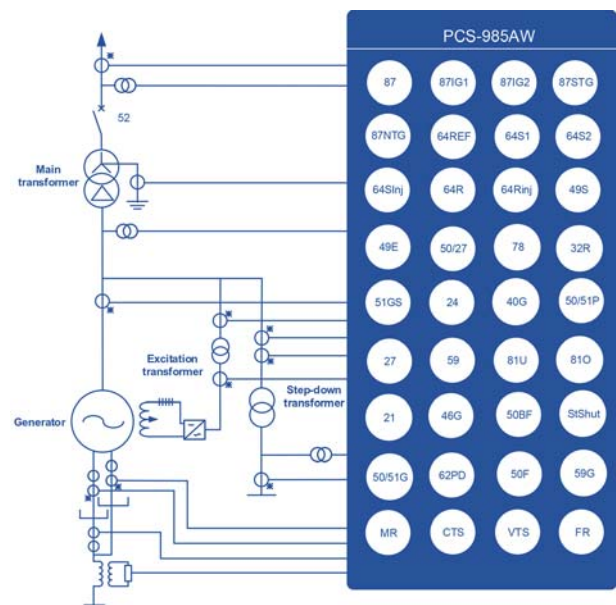 PCS-985AW
87 87IG1 87IG2 87STG
87NTG 64REF 64S1 64S2
64SInj 64R 64Rinj 49S
49E 50/27 78 32R
51GS 24 40G 50/51P
27 59 81U 81O
21 46G 50BF StShut
50/51G 62PD 50F 59G
MR CTS VTS FR
52
Main
transformer
Excitation
transformer
Step-down
transformer
Generator